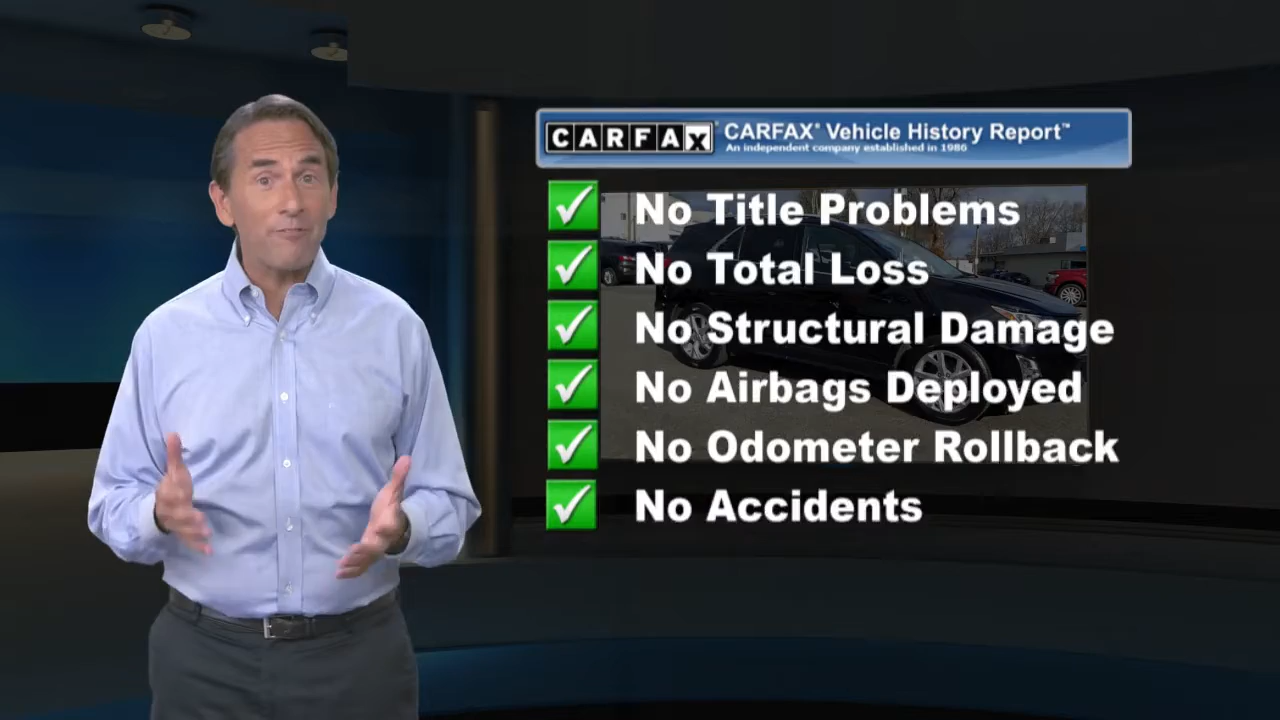 CARFAX® CARFAX® Vehicle History Report™
An independent company established in 1986
No Title Problems
No Total Loss
No Structural Damage
No Airbags Deployed
No Odometer Rollback
No Accidents